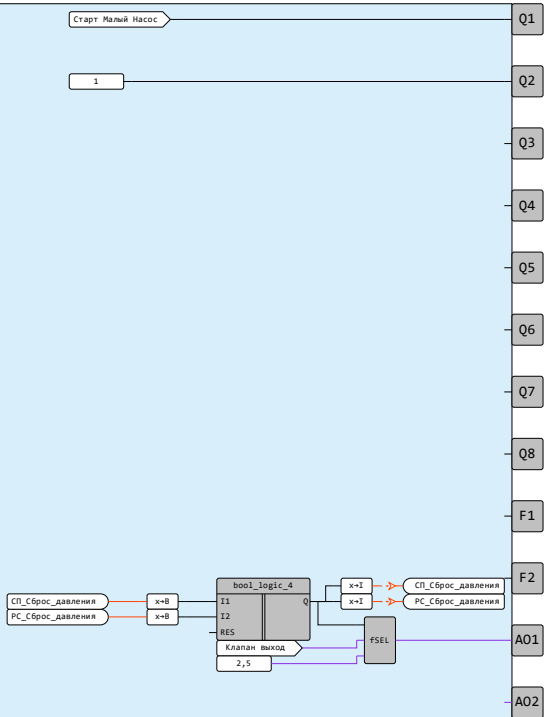 Старт Малый Насос
Q1
1
Q2
Q3
Q4
Q5
Q6
Q7
Q8
F1
F2
bool_logic_4
x→I
СП_Сброс_давления
СП_Сброс_давления
x→B
I1
Q
x→I
РС_Сброс_давления
РС_Сброс_давления
x→B
I2
RES
Клапан выход
fSEL
AO1
2,5
AO2